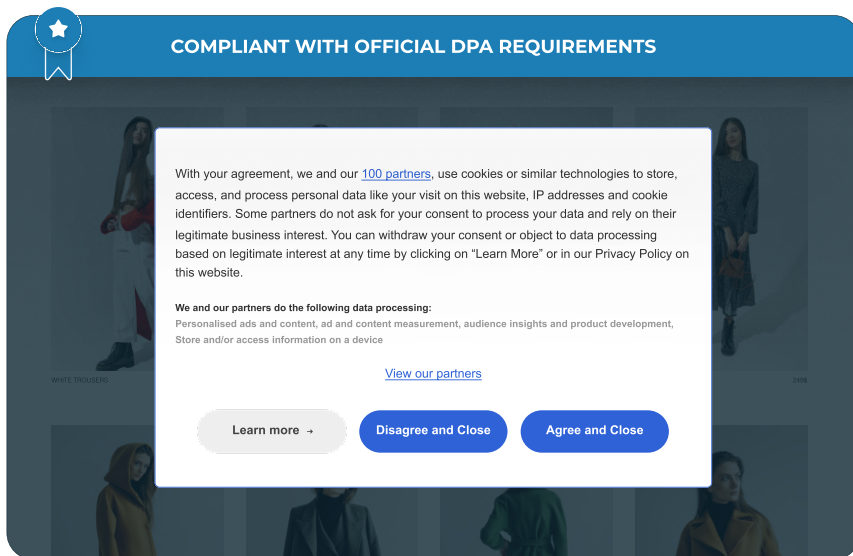 COMPLIANT WITH OFFICIAL DPA REQUIREMENTS
With your agreement, we and our 100 partners, use cookies or similar technologies to store,
access, and process personal data like your visit on this website, IP addresses and cookie
identifiers. Some partners do not ask for your consent to process your data and rely on their
legitimate business interest. You can withdraw your consent or object to data processing
based on legitimate interest at any time by clicking on “Learn More” or in our Privacy Policy on
this website.
We and our partners do the following data processing:
Personalised ads and content, ad and content measurement, audience insights and product development,
Store and/or access information on a device
View our partners
Learn more →
Disagree and Close
Agree and Close
WHITE TROUSERS